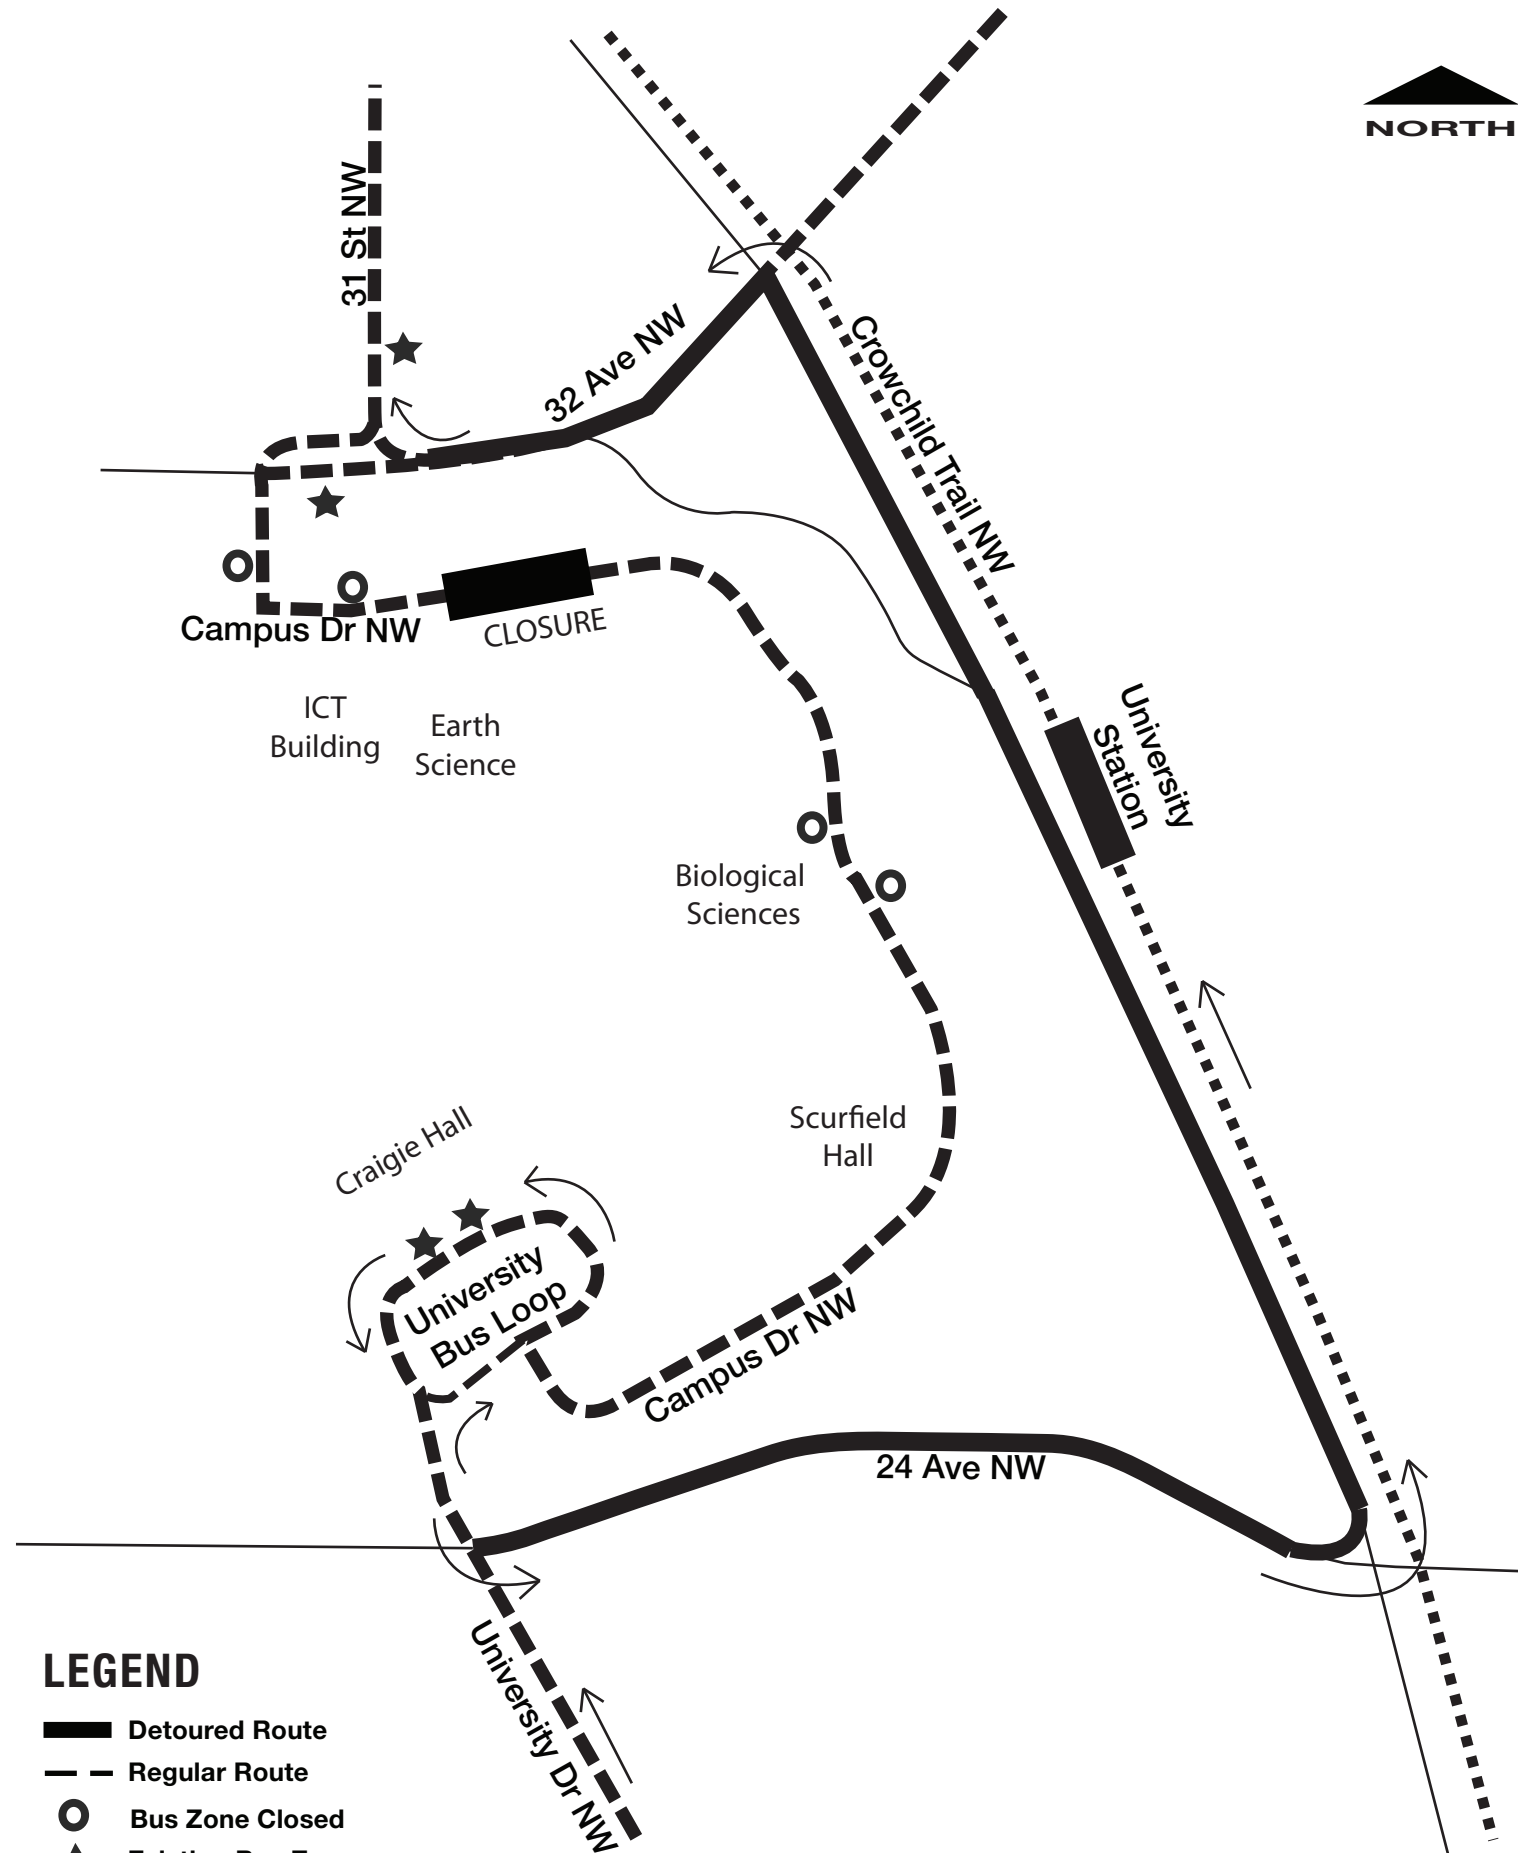 NORTH
31 St NW
32 Ave NW
Crowchild Trail NW
Campus Dr NW
CLOSURE
ICT
Building
Earth
Science
University
Station
Biological
Sciences
Scurfield
Hall
Craigie Hall
University
Bus Loop
Campus Dr NW
24 Ave NW
University Dr NW
LEGEND
Detoured Route
Regular Route
Bus Zone Closed